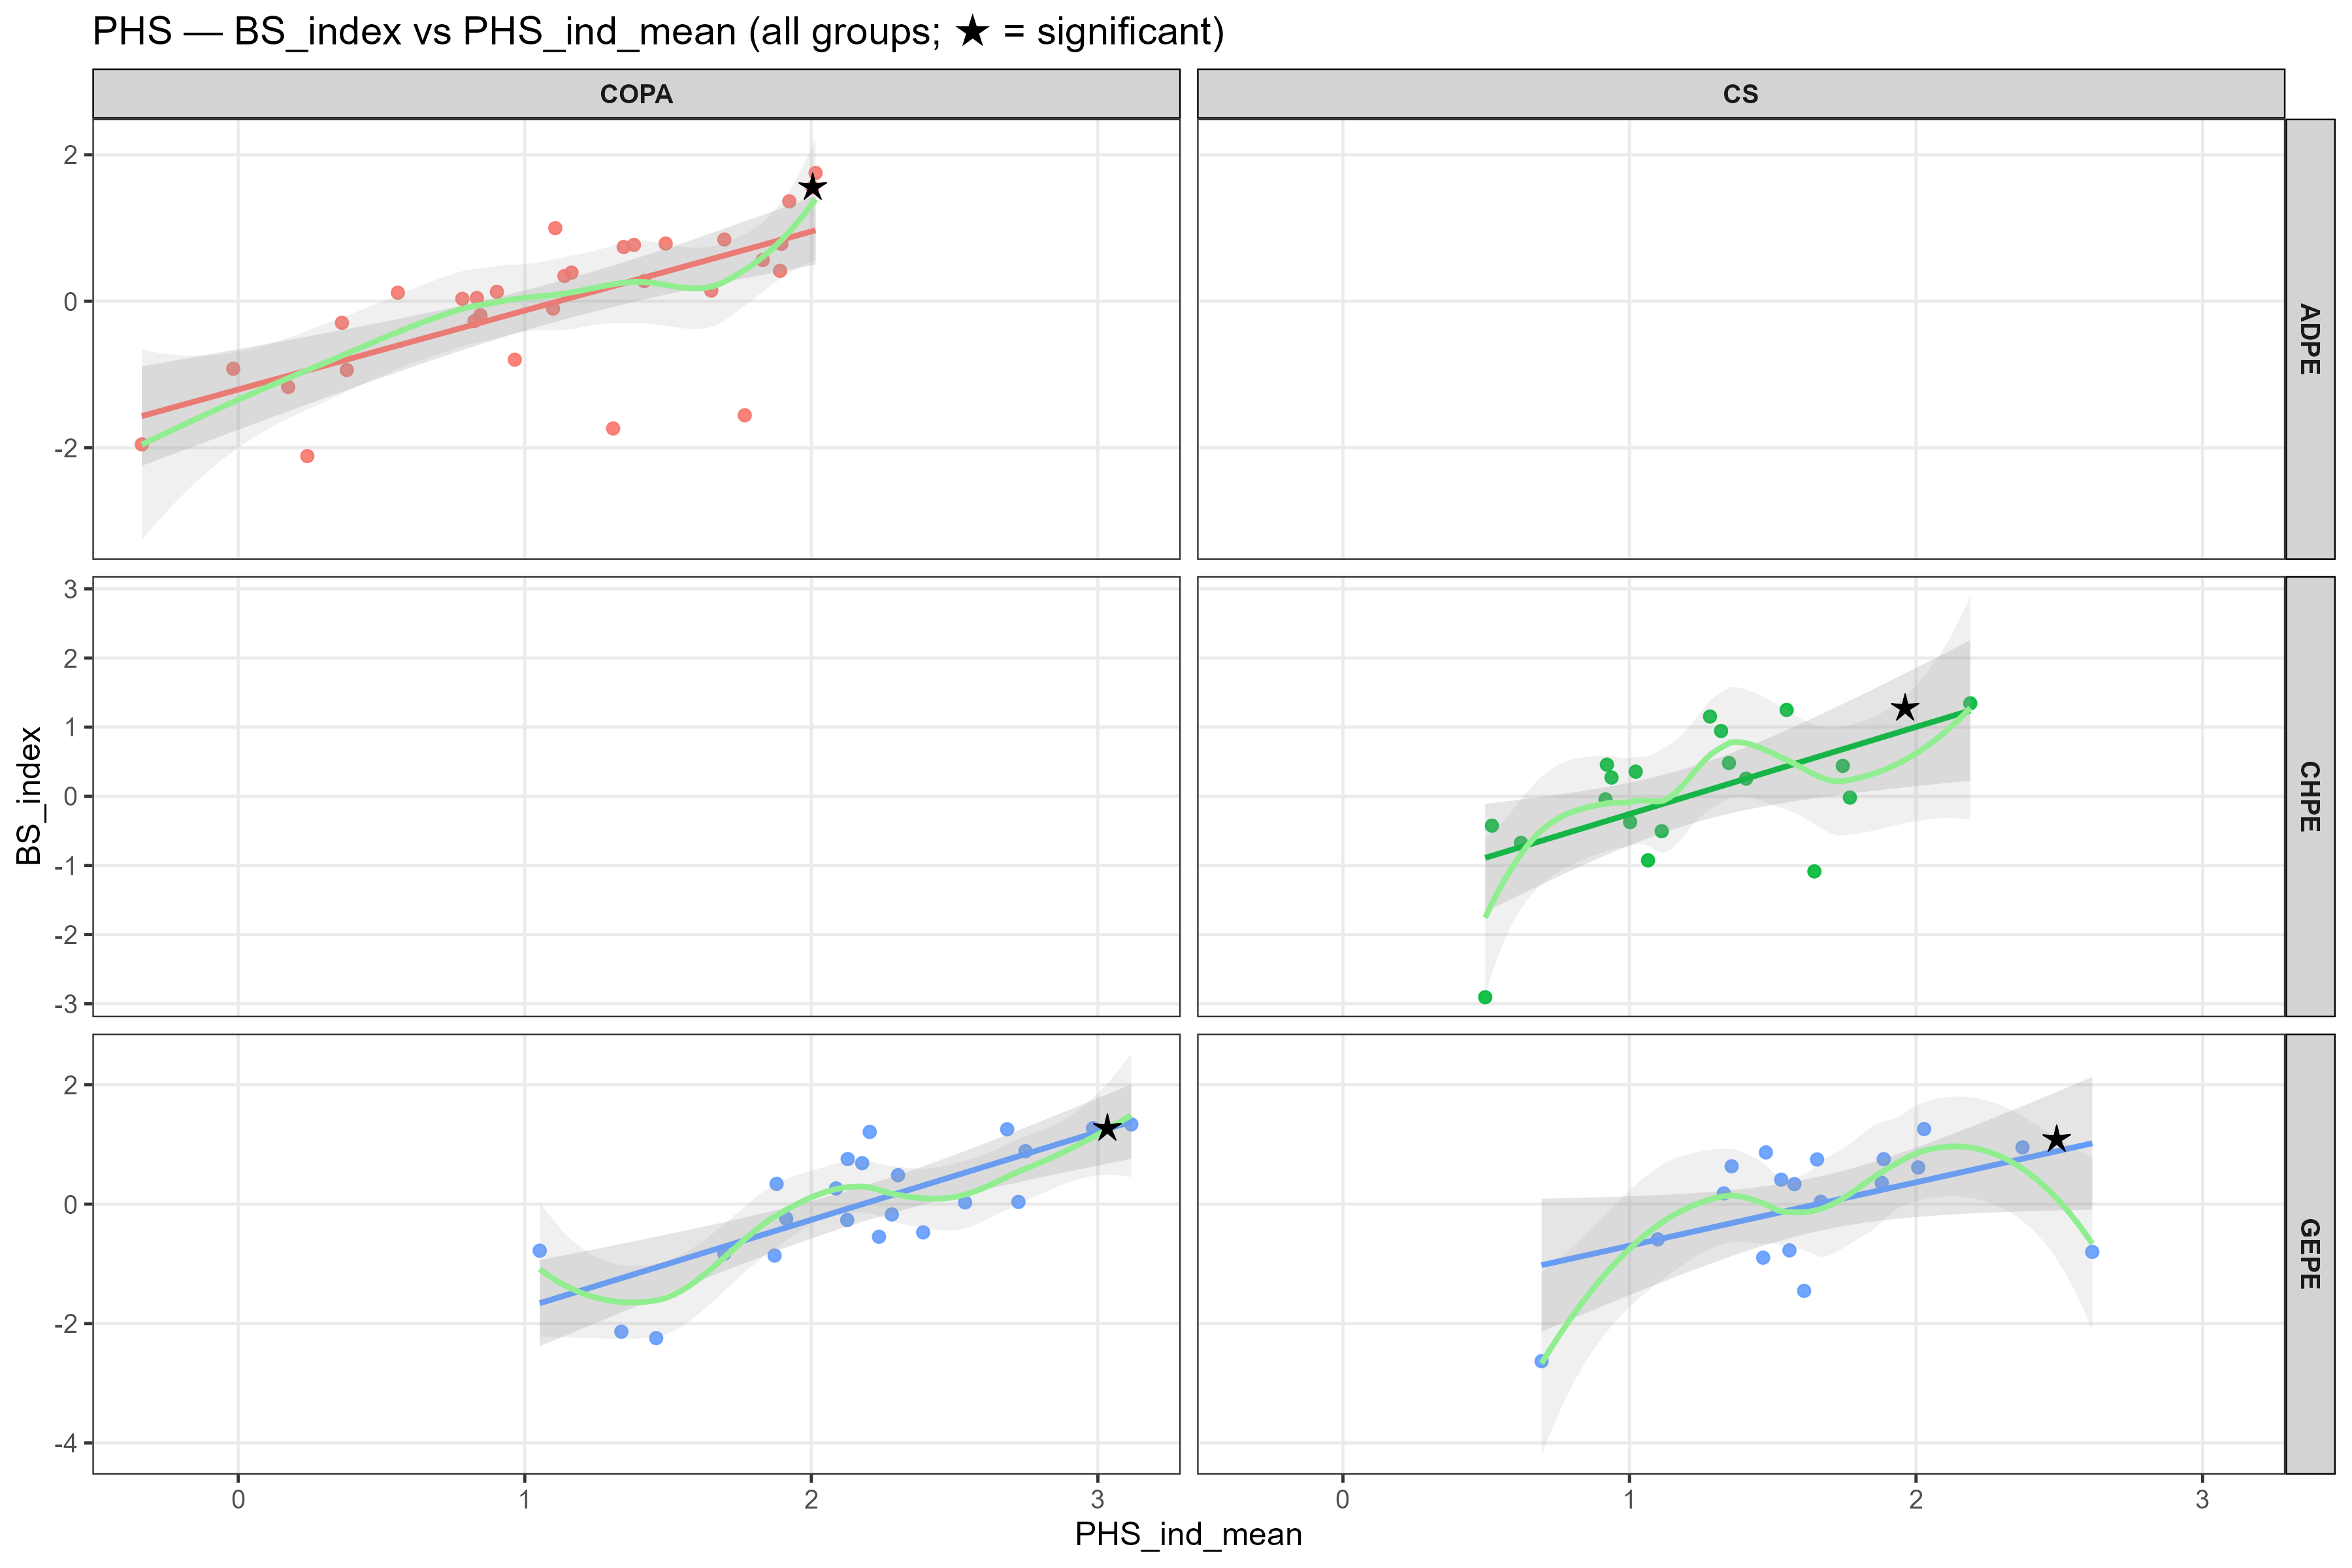 PHS — BS_index vs PHS_ind_mean (all groups; ★ = significant)
COPA
CS
2
0
-2
ADPE
3
2
1
0
-1
-2
-3
CHPE
BS_index
2
0
-2
-4
GEPE
0 1 2 3 0 1 2 3
PHS_ind_mean